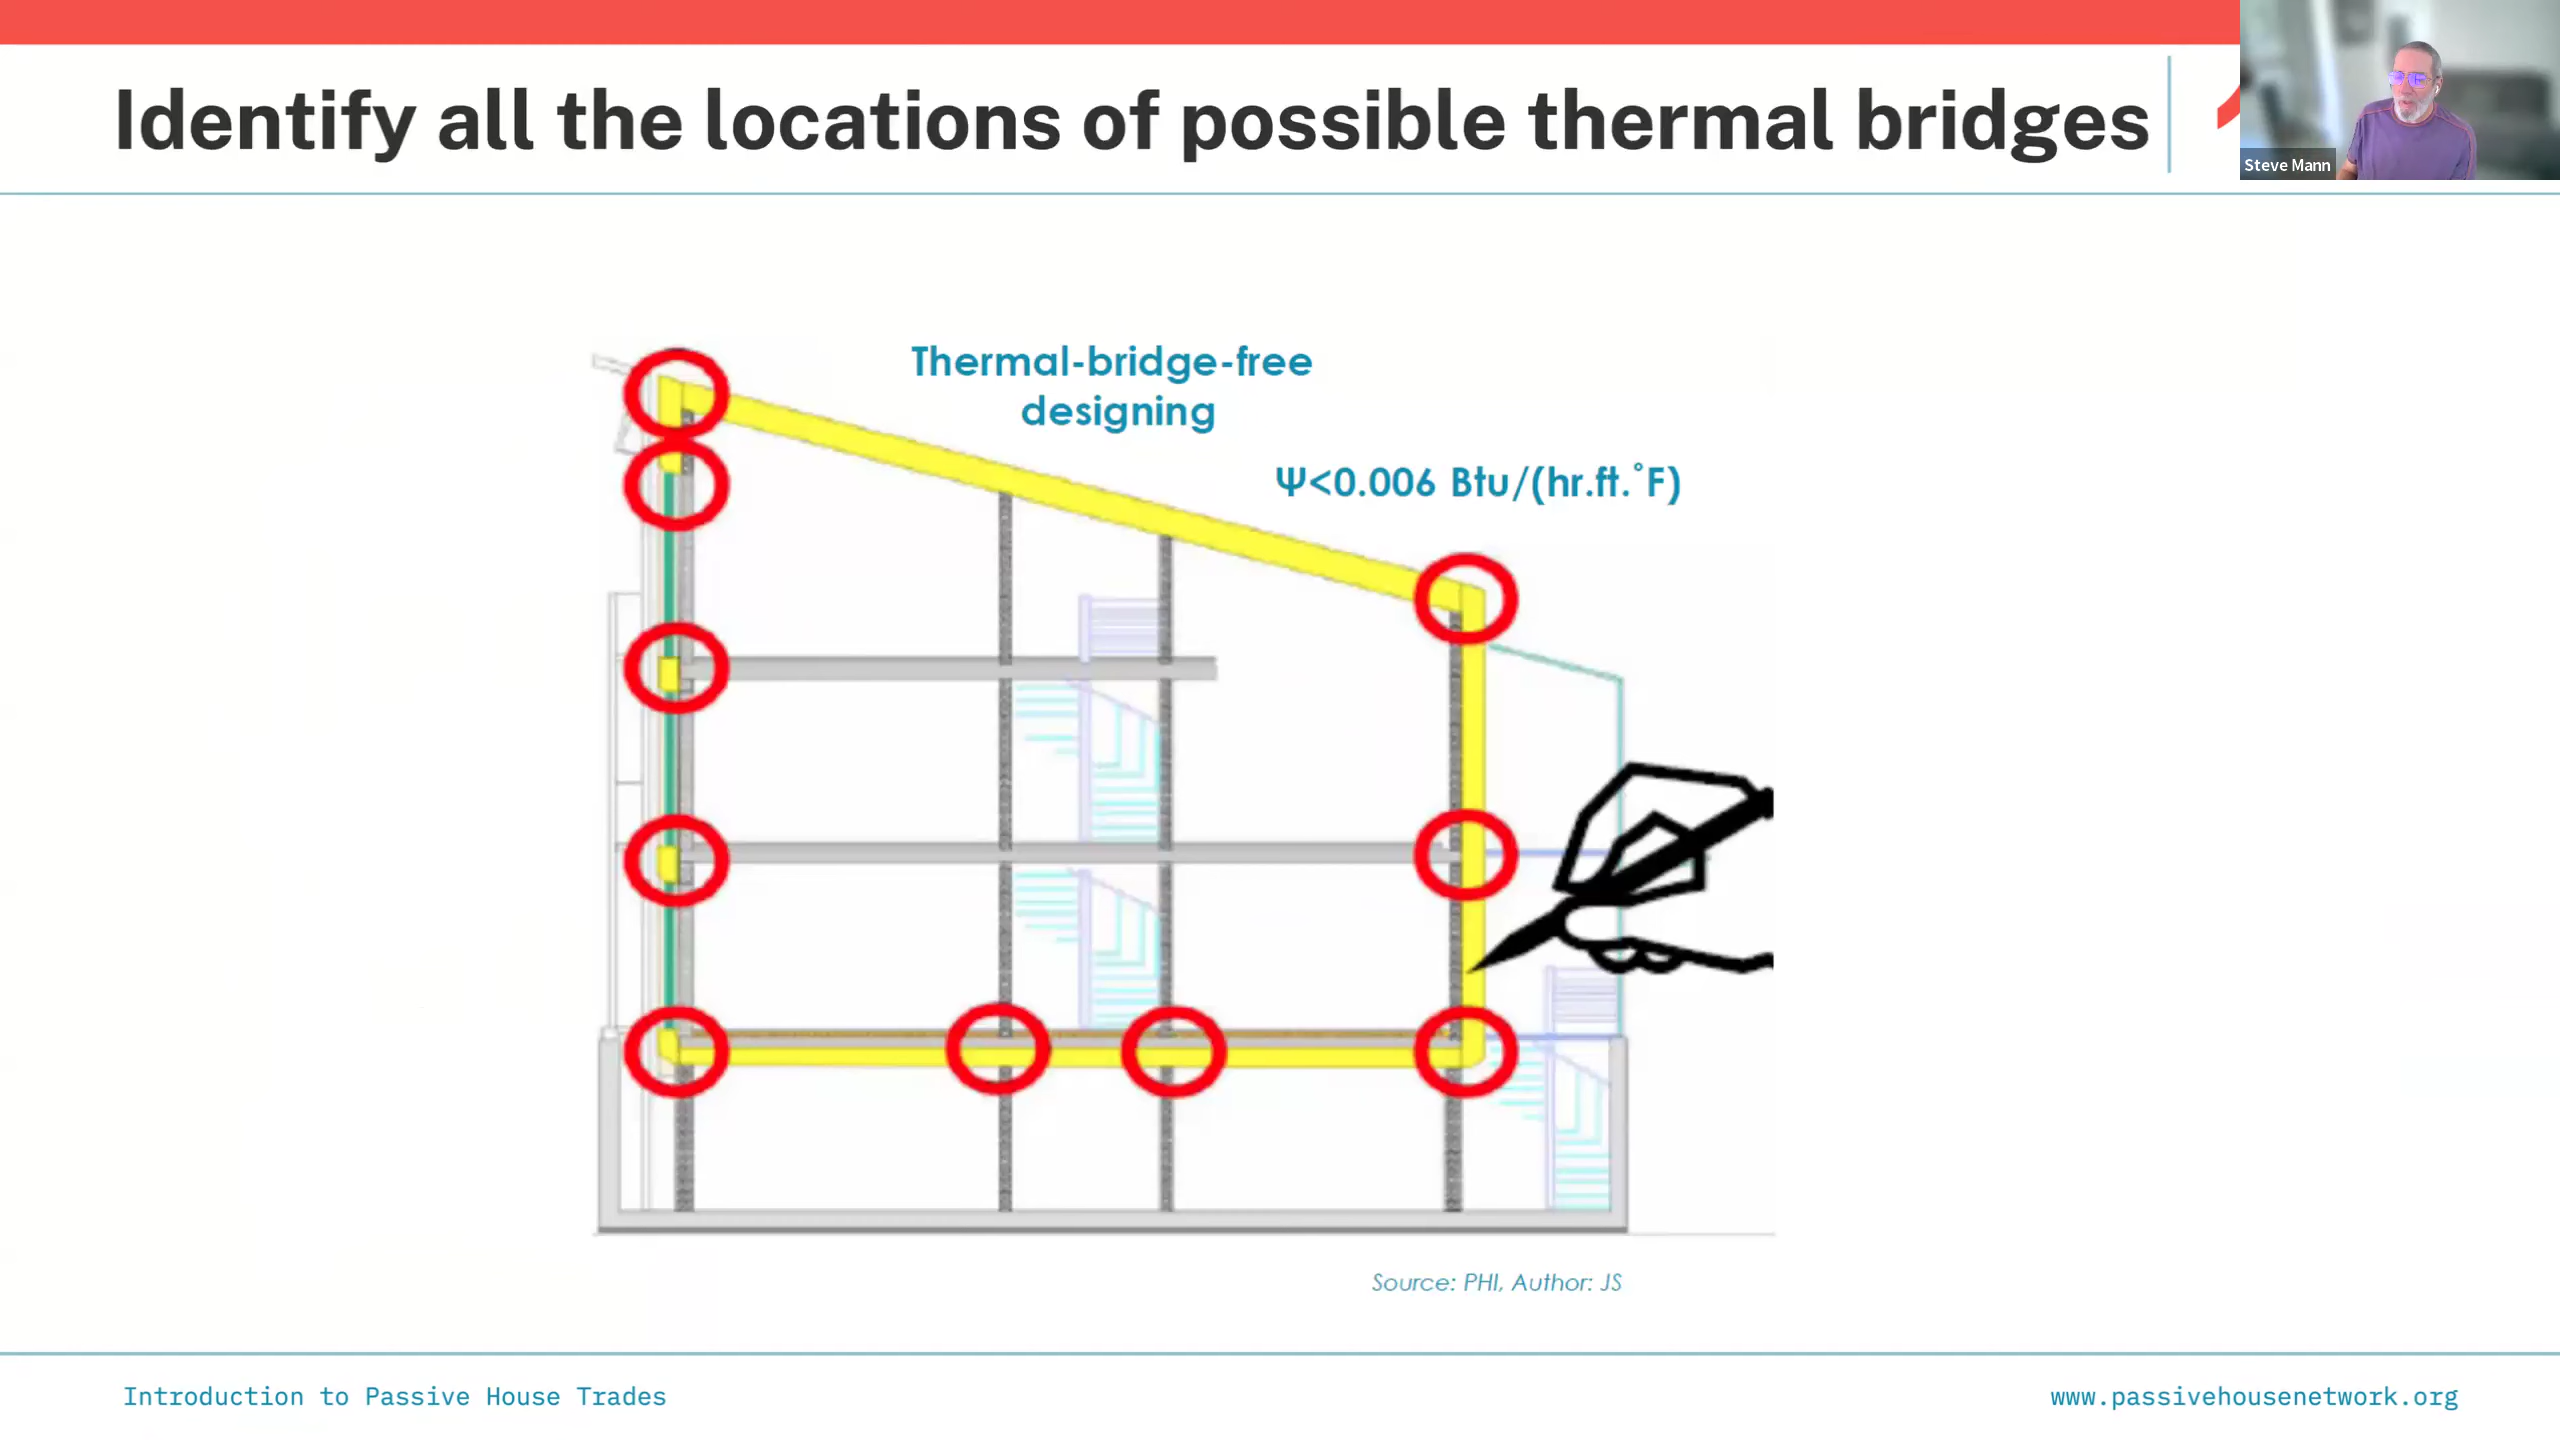 Identify all the locations of possible thermal bridges
Steve Mann
Thermal-bridge-free
designing
Ψ<0.006 Btu/(hr.ft.°F)
Source: PHI, Author: JS
Introduction to Passive House Trades
www.passivehousenetwork.org